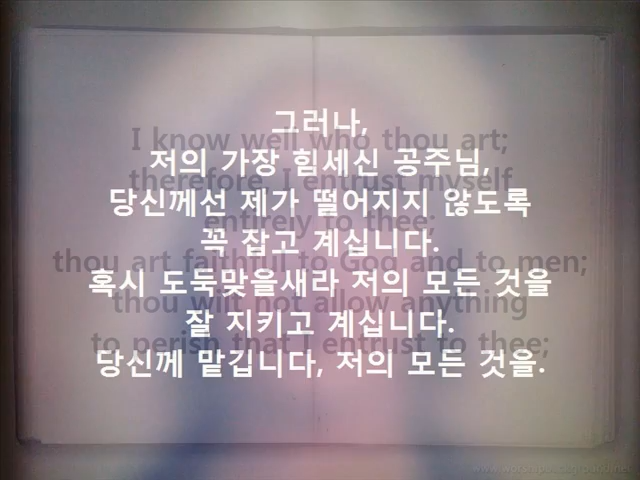 그러나,
I know well who thou art;
저의 가장 힘세신 공주님,
therefore, I entrust myself
당신께선 제가 떨어지지 않도록
entirely to thee;
꼭 잡고 계십니다.
thou art faithful to God and to men;
혹시 도둑맞을새라 저의 모든 것을
thou will not allow anything
잘 지키고 계십니다.
to perish that I entrust to thee;
당신께 맡깁니다, 저의 모든 것을.